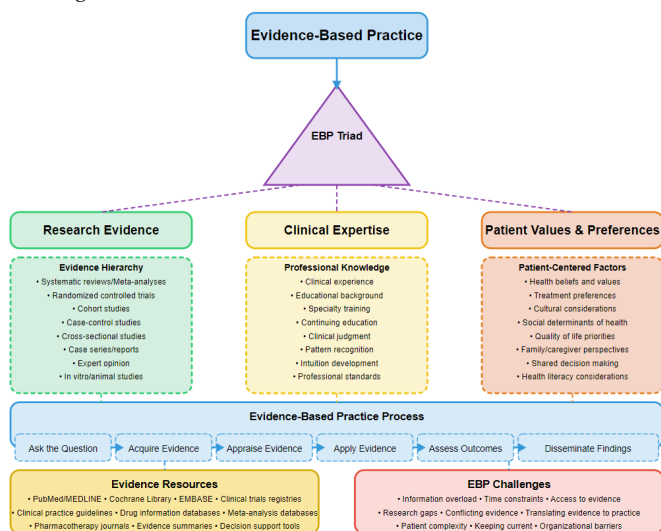 Evidence-Based Practice
EBP Triad
Research Evidence
Clinical Expertise
Patient Values & Preferences
Evidence Hierarchy
• Systematic reviews/Meta-analyses
• Randomized controlled trials
• Cohort studies
• Case-control studies
• Cross-sectional studies
• Case series/reports
• Expert opinion
• In vitro/animal studies
Professional Knowledge
• Clinical experience
• Educational background
• Specialty training
• Continuing education
• Clinical judgment
• Pattern recognition
• Intuition development
• Professional standards
Patient-Centered Factors
• Health beliefs and values
• Treatment preferences
• Cultural considerations
• Social determinants of health
• Quality of life priorities
• Family/caregiver perspectives
• Shared decision making
• Health literacy considerations
Evidence-Based Practice Process
Ask the Question
Acquire Evidence
Appraise Evidence
Apply Evidence
Assess Outcomes
Disseminate Findings
Evidence Resources
• PubMed/MEDLINE • Cochrane Library • EMBASE • Clinical trials registries
• Clinical practice guidelines • Drug information databases • Meta-analysis databases
• Pharmacotherapy journals • Evidence summaries • Decision support tools
EBP Challenges
• Information overload • Time constraints • Access to evidence
• Research gaps • Conflicting evidence • Translating evidence to practice
• Patient complexity • Keeping current • Organizational barriers